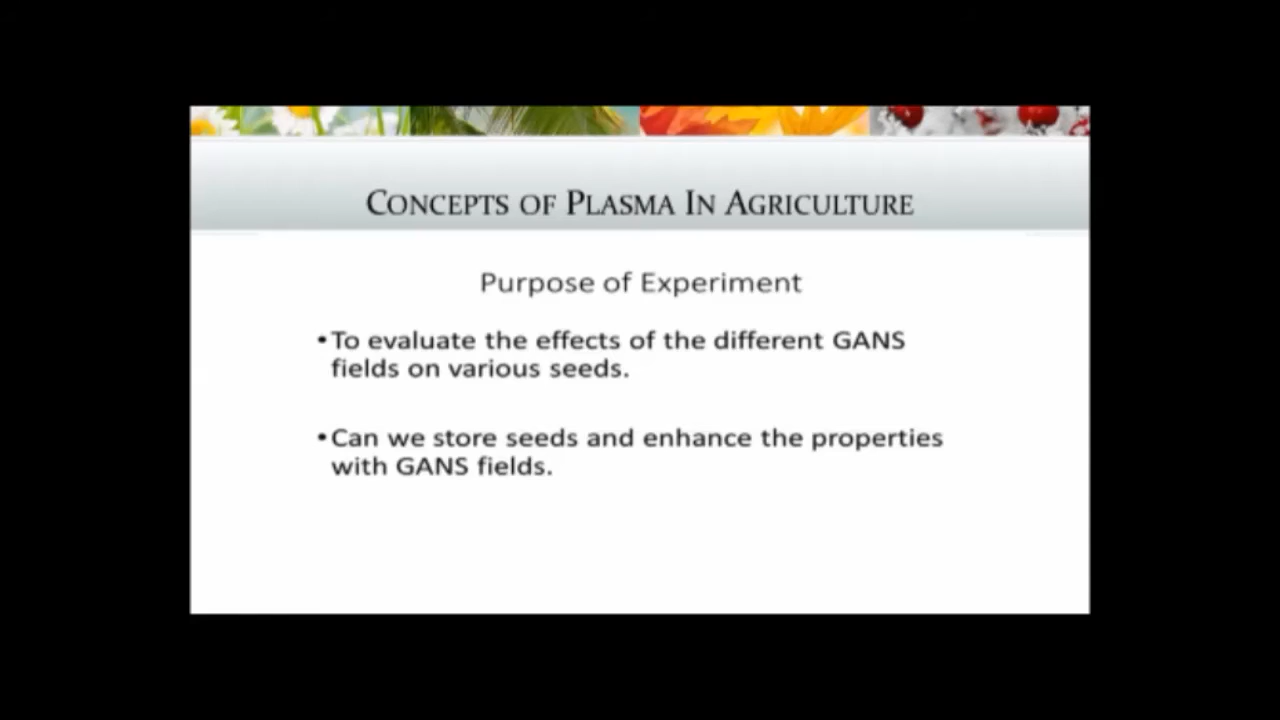 CONCEPTS OF PLASMA IN AGRICULTURE
Purpose of Experiment
•To evaluate the effects of the different GANS
fields on various seeds.
•Can we store seeds and enhance the properties
with GANS fields.